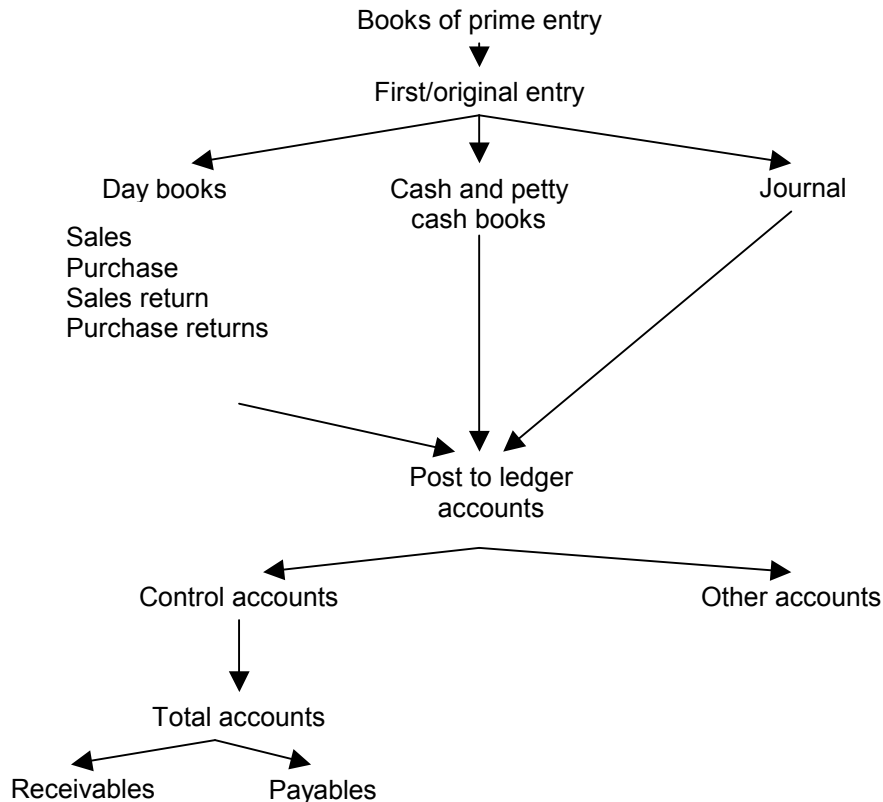 Books of prime entry
First/original entry
Day books
Cash and petty
cash books
Journal
Sales
Purchase
Sales return
Purchase returns
Post to ledger
accounts
Control accounts
Other accounts
Total accounts
Receivables
Payables